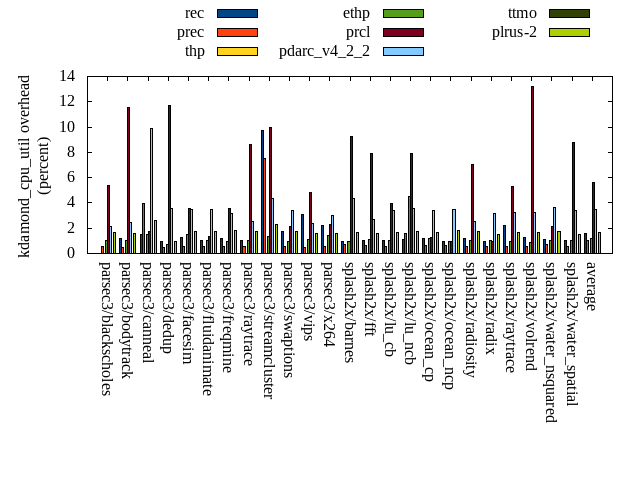 rec ethp ttmo
prec prcl plrus-2
thp pdarc_v4_2_2
kdamond_cpu_util overhead
(percent)
14
12
10
8
6
4
2
0
parsec3/blackscholes
parsec3/bodytrack
parsec3/canneal
parsec3/dedup
parsec3/facesim
parsec3/fluidanimate
parsec3/freqmine
parsec3/raytrace
parsec3/streamcluster
parsec3/swaptions
parsec3/vips
parsec3/x264
splash2x/barnes
splash2x/fft
splash2x/lu_cb
splash2x/lu_ncb
splash2x/ocean_cp
splash2x/ocean_ncp
splash2x/radiosity
splash2x/radix
splash2x/raytrace
splash2x/volrend
splash2x/water_nsquared
splash2x/water_spatial
average